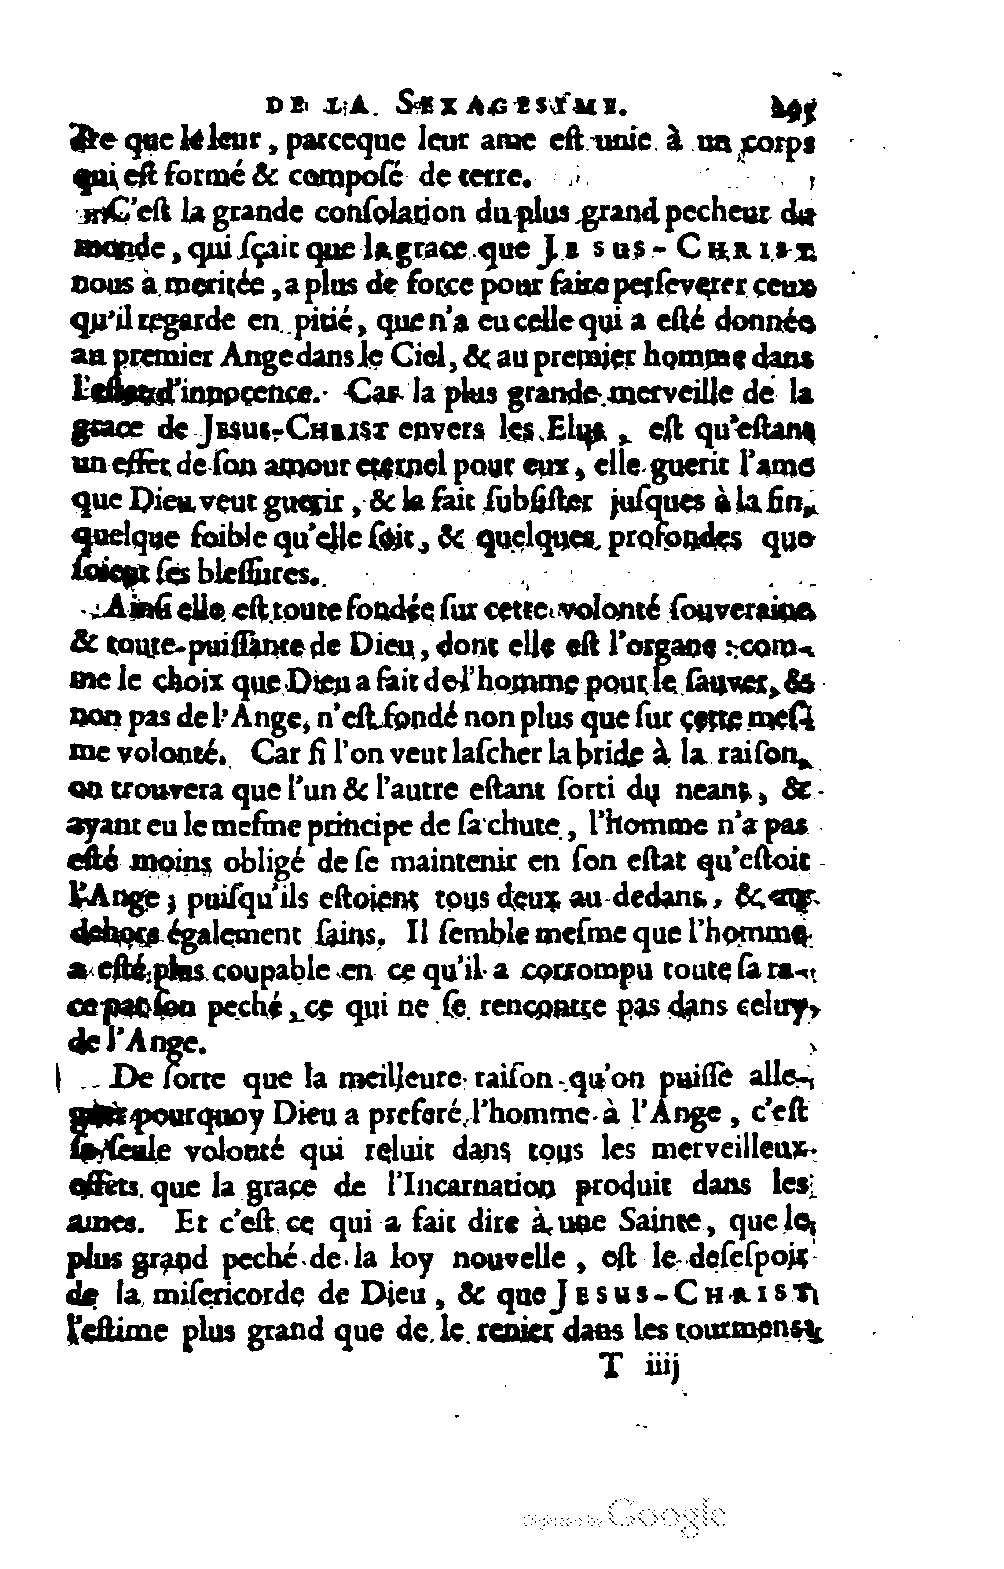 DE LA SEXAGESIME. 295
tre que le leur, parceque leur ame eſt unie à un corps
qui eſt formé & compoſé de terre.
C'eſt la grande conſolation du plus grand pecheur du
monde, qui ſçait que la grace que JESUS-CHRIST
nous à meritée, a plus de force pour faire perſeverer ceux
qu'il regarde en pitié, que n'a eu celle qui a eſté donnée
au premier Ange dans le Ciel, & au premier homme dans
l'eſtat d'innocence. Car la plus grande merveille de la
grace de JESUS-CHRIST envers les Elus, eſt qu'eſtant
un effet de ſon amour eternel pour eux, elle guerit l'ame
que Dieu veut guerir, & la fait ſubſiſter juſques à la fin,
quelque foible qu'elle ſoit, & quelques profondes que
ſoient ſes bleſſures.
Ainſi elle eſt toute fondée ſur cette volonté ſouveraine
& toute-puiſſante de Dieu, dont elle eſt l'organe: com-
me le choix que Dieu a fait de l'homme pour le ſauver, &
non pas de l'Ange, n'eſt fondé non plus que ſur cette meſ-
me volonté. Car ſi l'on veut laſcher la bride à la raiſon,
on trouvera que l'un & l'autre eſtant ſorti du neant, &
ayant eu le meſme principe de ſa chute, l'homme n'a pas
eſté moins obligé de ſe maintenir en ſon eſtat qu'eſtoit
l'Ange; puiſqu'ils eſtoient tous deux au dedans, & au
dehors également ſains. Il ſemble meſme que l'homme
a eſté plus coupable en ce qu'il a corrompu toute ſa ra-
ce par ſon peché, ce qui ne ſe rencontre pas dans celuy
de l'Ange.
De ſorte que la meilleure raiſon qu'on puiſſe alle-
guer pourquoy Dieu a preferé l'homme à l'Ange, c'eſt
ſa ſeule volonté qui reluit dans tous les merveilleux
effets que la grace de l'Incarnation produit dans les
ames. Et c'eſt ce qui a fait dire à une Sainte, que le
plus grand peché de la loy nouvelle, eſt le deſeſpoir
de la miſericorde de Dieu, & que JESUS-CHRIST
l'eſtime plus grand que de le renier dans les tourmens;
T iiij
Digitized by Google